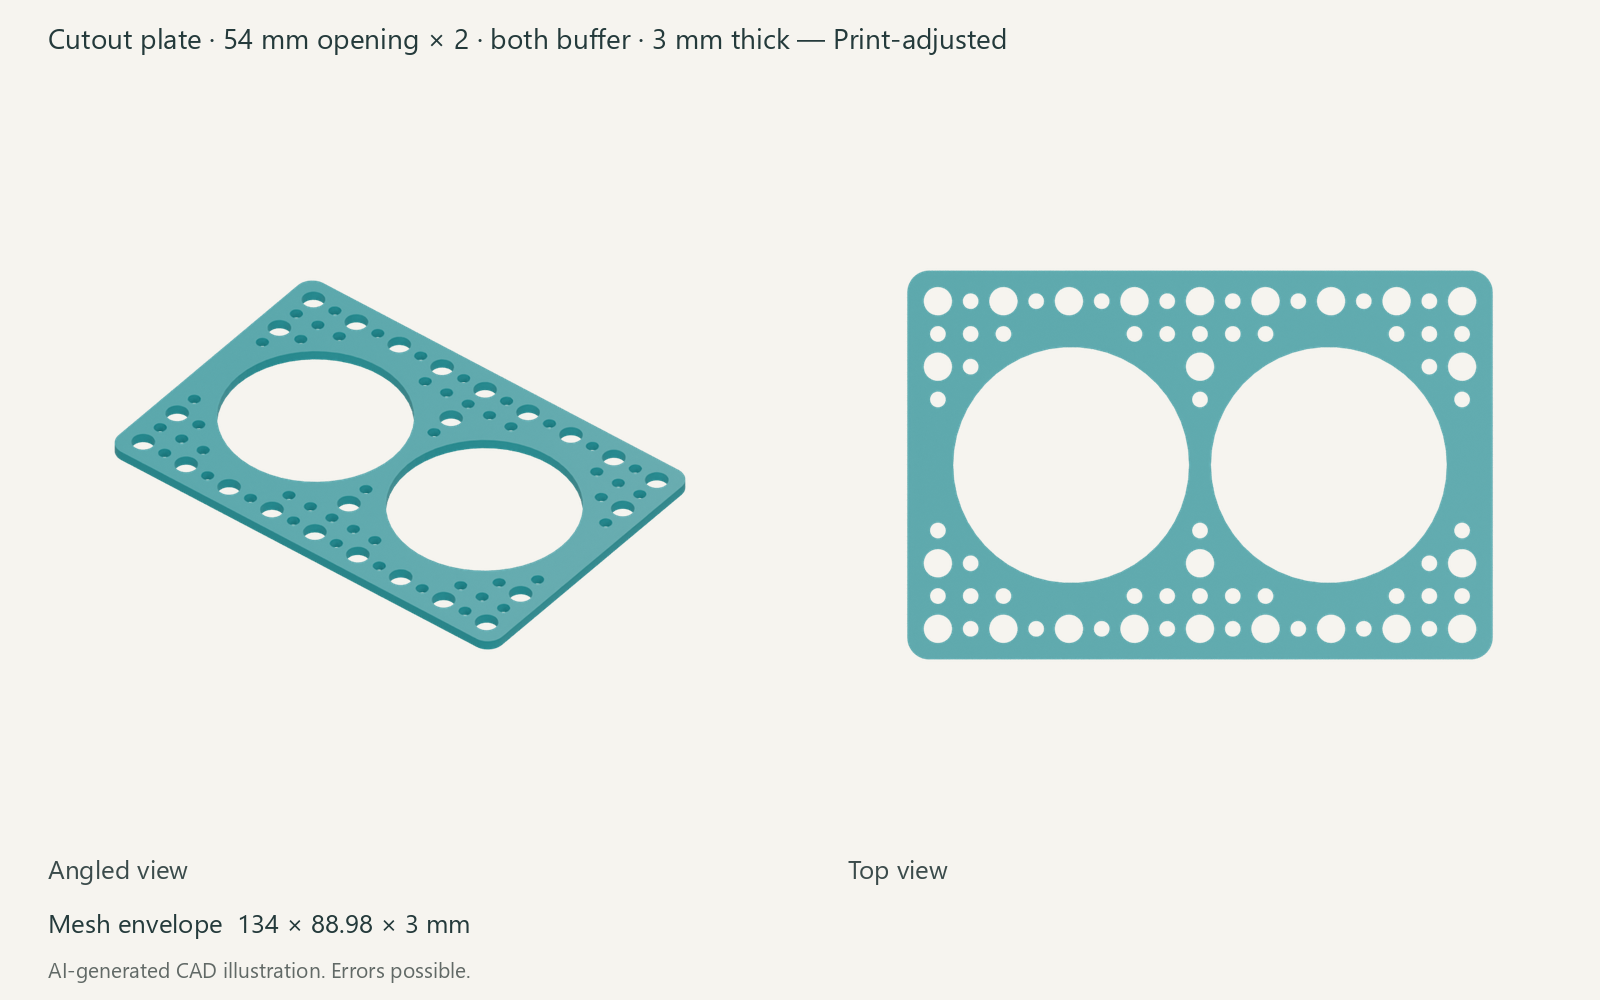 Cutout plate · 54 mm opening × 2 · both buffer · 3 mm thick — Print-adjusted
Angled view
Top view
Mesh envelope  134 × 88.98 × 3 mm
AI-generated CAD illustration. Errors possible.